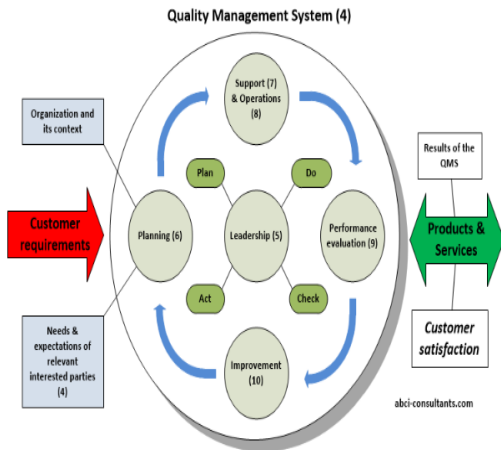 Quality Management System (4)
Support (7)
& Operations
(8)
Organization and
its context
Results of the
QMS
Plan
Do
Customer
requirements
Planning (6)
Leadership (5)
Performance
evaluation (9)
Products &
Services
Act
Check
Needs &
expectations of
relevant
interested parties
(4)
Customer
satisfaction
Improvement
(10)
abci-consultants.com